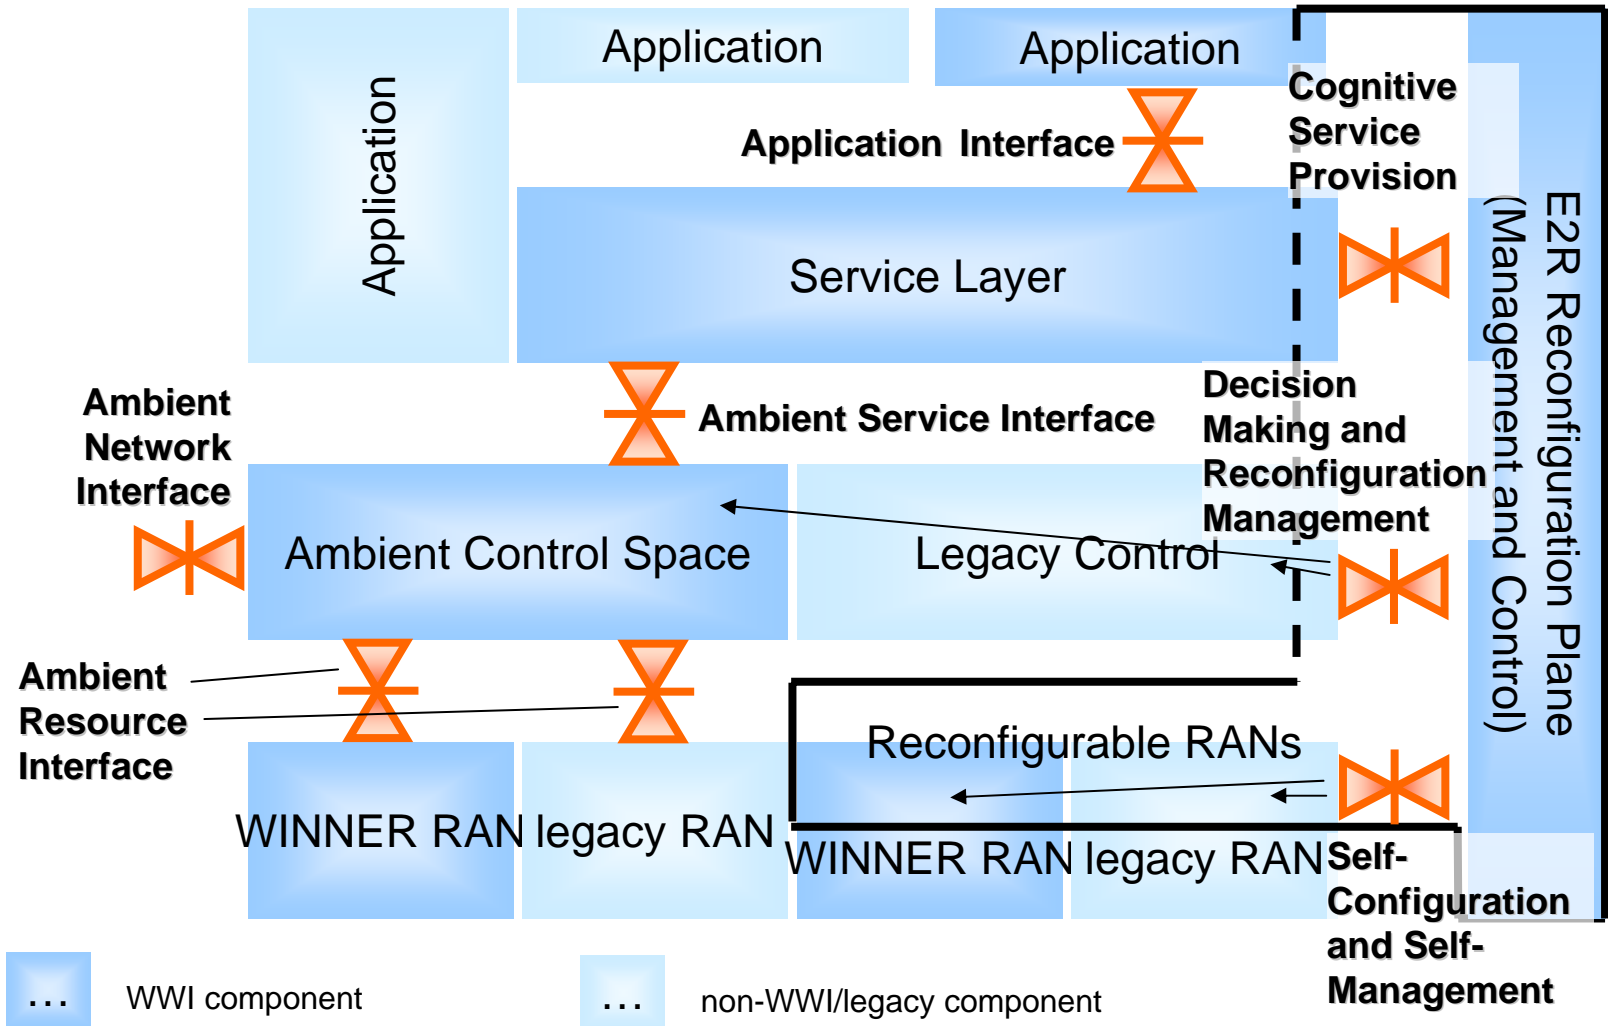 Application
Application
Application
Application Interface
Cognitive
Service
Provision
Service Layer
E2R Reconfiguration Plane
(Management and Control)
Ambient
Network
Interface
Ambient Service Interface
Decision
Making and
Reconfiguration
Management
Ambient Control Space
Legacy Control
Ambient
Resource
Interface
Reconfigurable RANs
WINNER RAN
legacy RAN
WINNER RAN
legacy RAN
Self-
Configuration
and Self-
Management
... WWI component
... non-WWI/legacy component